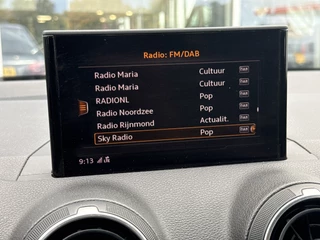 Radio: FM/DAB
Radio Maria Cultuur
Radio Maria Cultuur
RADIONL Pop
Radio Noordzee Pop
Radio Rijnmond Actualit.
Sky Radio Pop
9:13